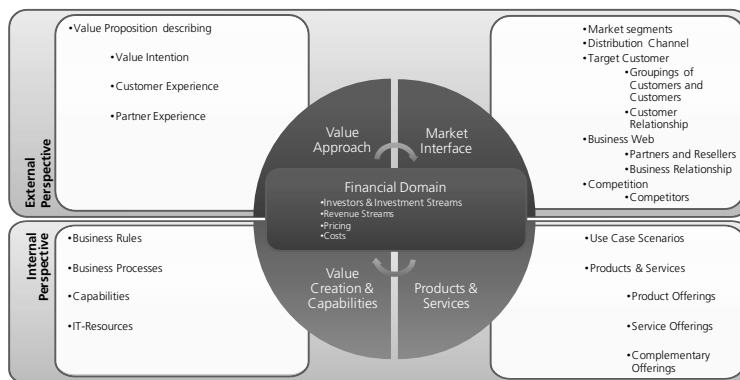 External
Perspective
•Value Proposition describing
•Value Intention
•Customer Experience
•Partner Experience
•Market segments
•Distribution Channel
•Target Customer
•Groupings of
Customers and
Customers
•Customer
Relationship
•Business Web
•Partners and Resellers
•Business Relationship
•Competition
•Competitors
Value
Approach
Market
Interface
Financial Domain
•Investors & Investment Streams
•Revenue Streams
•Pricing
•Costs
Internal
Perspective
•Business Rules
•Business Processes
•Capabilities
•IT-Resources
Value
Creation &
Capabilities
Products &
Services
•Use Case Scenarios
•Products & Services
•Product Offerings
•Service Offerings
•Complementary
Offerings